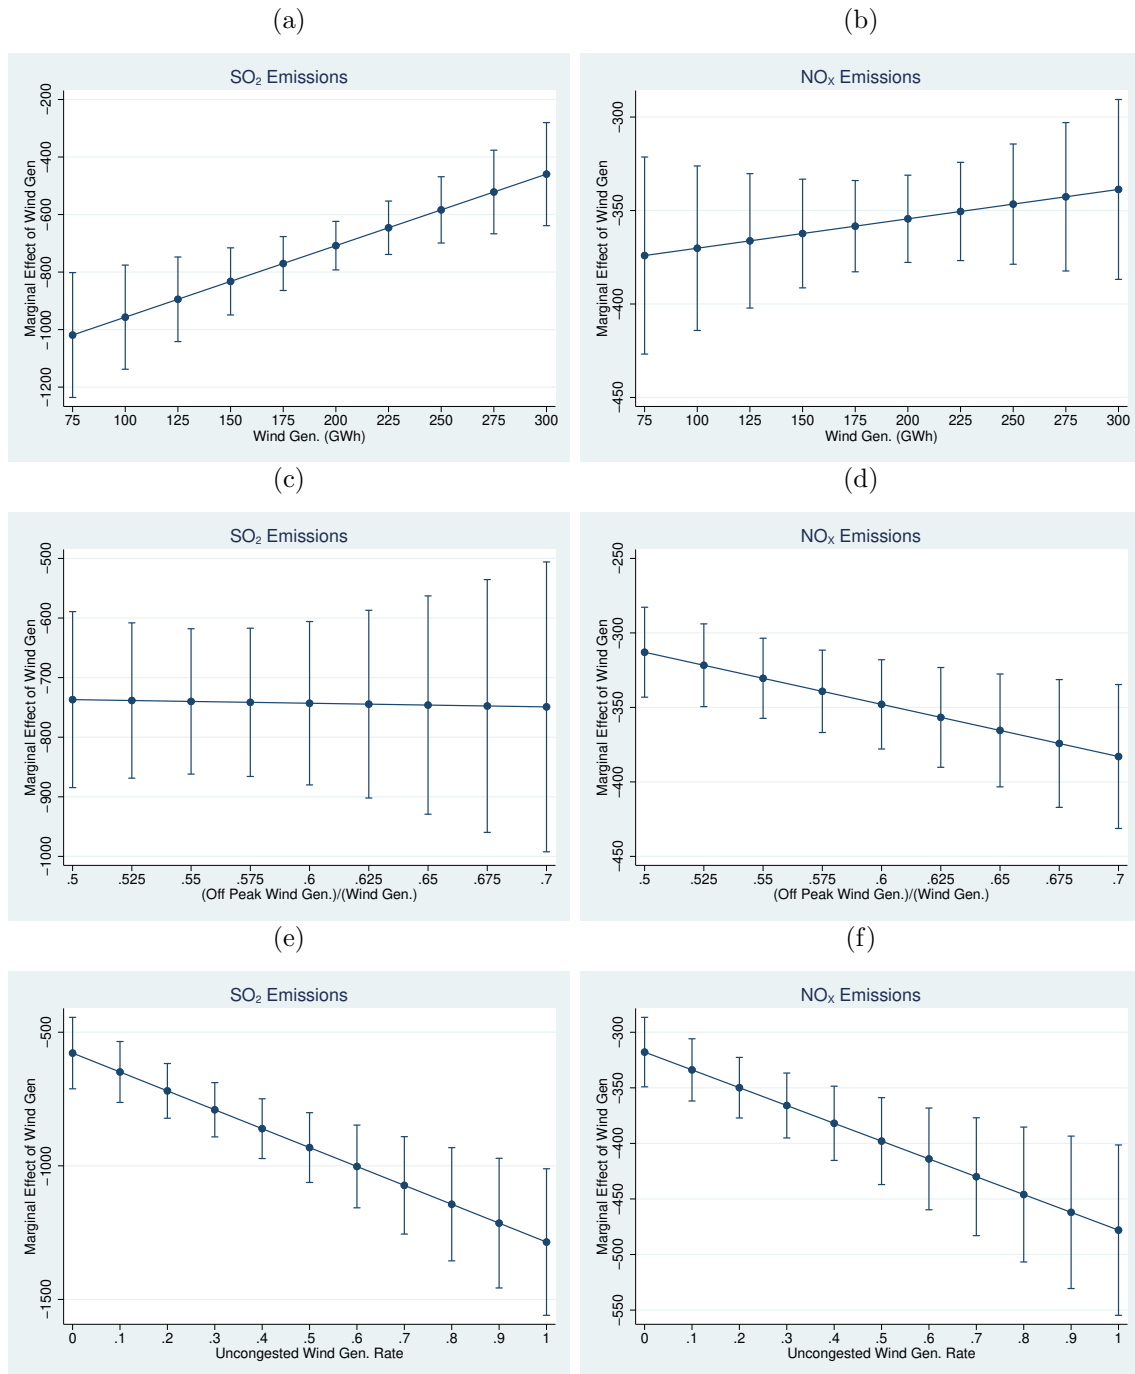 (a)
SO₂ Emissions
Marginal Effect of Wind Gen
−200
−400
−600
−800
−1000
−1200
75 100 125 150 175 200 225 250 275 300
Wind Gen. (GWh)
(b)
NOₓ Emissions
Marginal Effect of Wind Gen
−300
−350
−400
−450
75 100 125 150 175 200 225 250 275 300
Wind Gen. (GWh)
(c)
SO₂ Emissions
Marginal Effect of Wind Gen
−500
−600
−700
−800
−900
−1000
.5 .525 .55 .575 .6 .625 .65 .675 .7
(Off Peak Wind Gen.)/(Wind Gen.)
(d)
NOₓ Emissions
Marginal Effect of Wind Gen
−250
−300
−350
−400
−450
.5 .525 .55 .575 .6 .625 .65 .675 .7
(Off Peak Wind Gen.)/(Wind Gen.)
(e)
SO₂ Emissions
Marginal Effect of Wind Gen
−500
−1000
−1500
0 .1 .2 .3 .4 .5 .6 .7 .8 .9 1
Uncongested Wind Gen. Rate
(f)
NOₓ Emissions
Marginal Effect of Wind Gen
−300
−350
−400
−450
−500
−550
0 .1 .2 .3 .4 .5 .6 .7 .8 .9 1
Uncongested Wind Gen. Rate